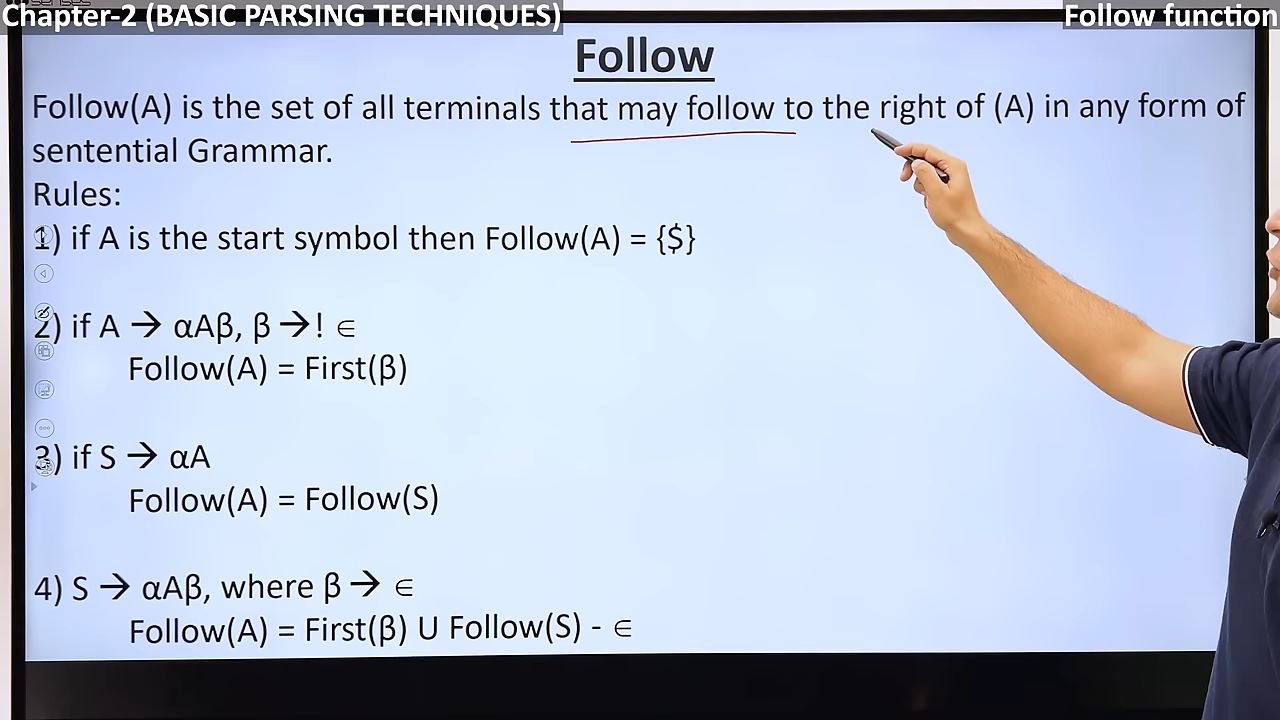 Chapter-2 (BASIC PARSING TECHNIQUES)
Follow function
Follow
Follow(A) is the set of all terminals that may follow to the right of (A) in any form of
sentential Grammar.
Rules:
1) if A is the start symbol then Follow(A) = {$}
2) if A → αAβ, β →! ∈
Follow(A) = First(β)
3) if S → αA
Follow(A) = Follow(S)
4) S → αAβ, where β → ∈
Follow(A) = First(β) U Follow(S) - ∈